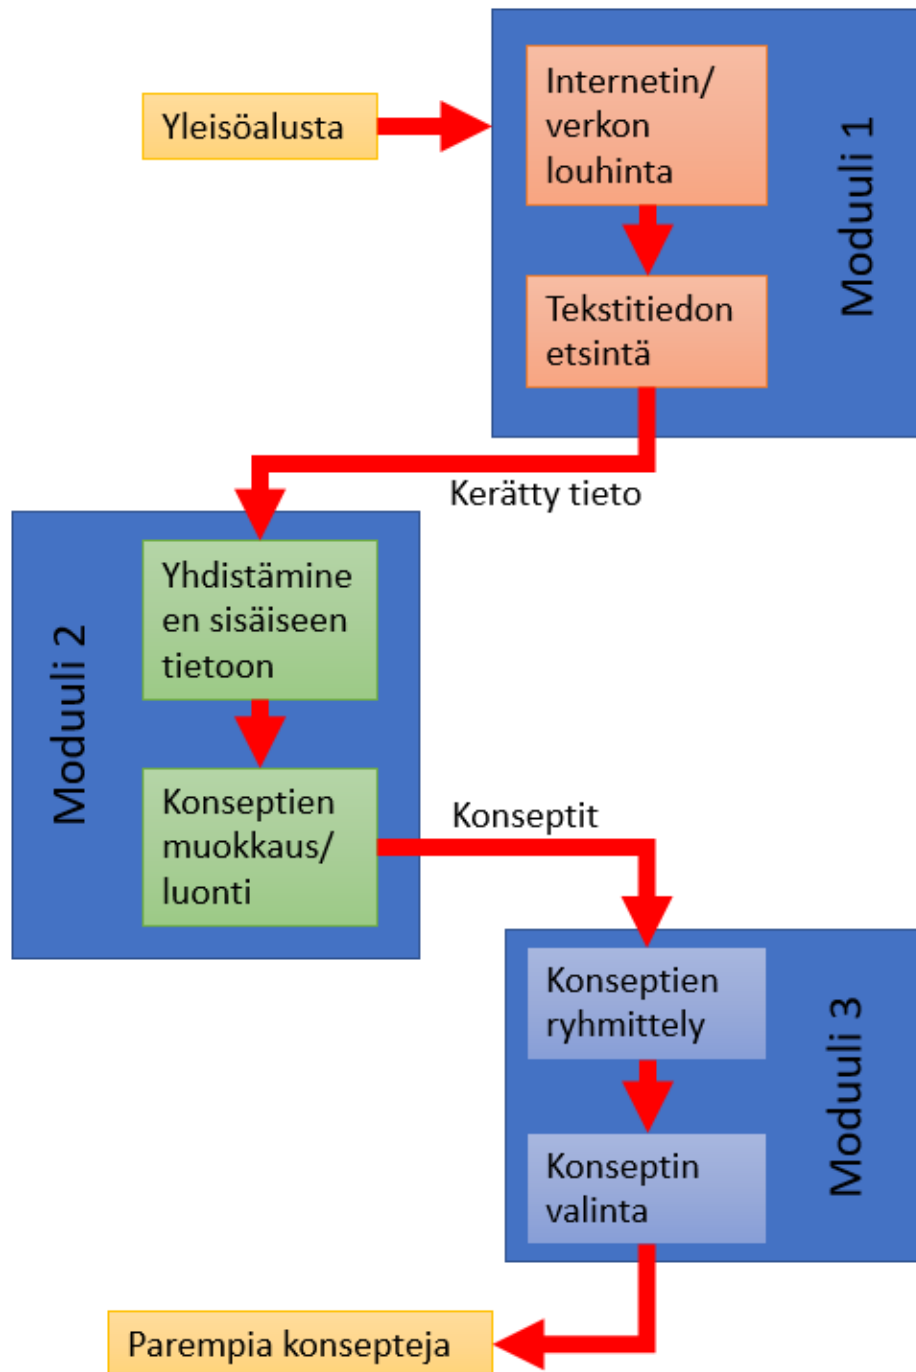 Yleisöalusta
Internetin/
verkon
louhinta
Moduuli 1
Tekstitiedon
etsintä
Kerätty tieto
Moduuli 2
Yhdistämine
en sisäiseen
tietoon
Konseptien
muokkaus/
luonti
Konseptit
Konseptien
ryhmittely
Moduuli 3
Konseptin
valinta
Parempia konsepteja